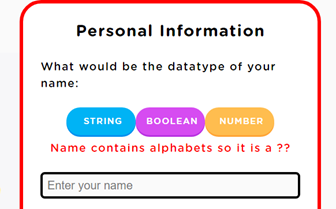 Personal Information
What would be the datatype of your
name:
STRING BOOLEAN NUMBER
Name contains alphabets so it is a ??
Enter your name